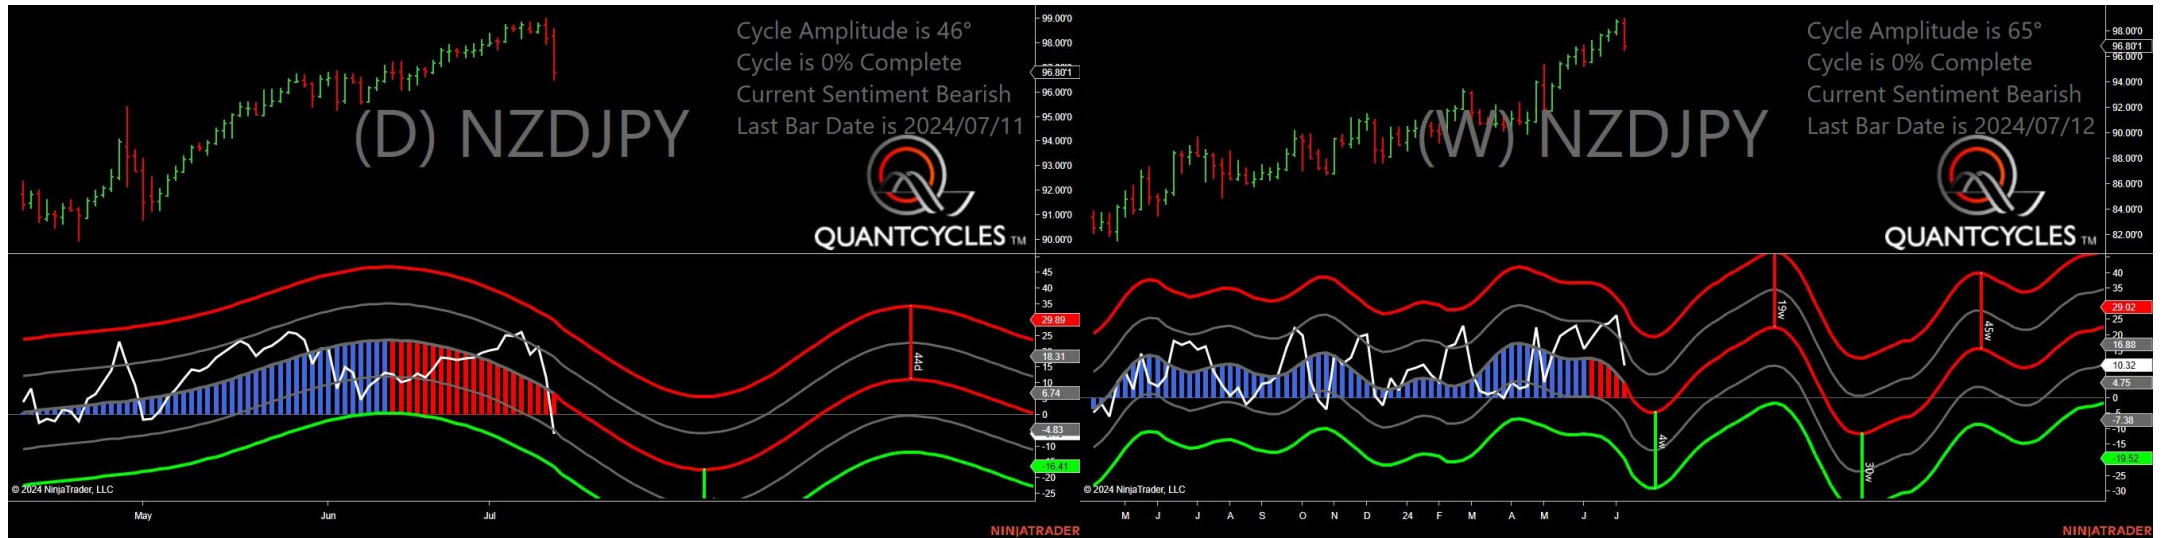 Cycle Amplitude is 46°
Cycle is 0% Complete
Current Sentiment Bearish
Last Bar Date is 2024/07/11
(D) NZDJPY
QUANTCYCLES TM
99.00'0
98.00'0
96.80'1
96.00'0
95.00'0
94.00'0
93.00'0
92.00'0
91.00'0
90.00'0
45
40
35
29.89
25
18.31
15
10
6.74
0
-4.83
-10
-16.41
-20
-25
44d
© 2024 NinjaTrader, LLC
May
Jun
Jul
NINJATRADER
Cycle Amplitude is 65°
Cycle is 0% Complete
Current Sentiment Bearish
Last Bar Date is 2024/07/12
(W) NZDJPY
QUANTCYCLES TM
98.00'0
96.80'1
96.00'0
94.00'0
92.00'0
90.00'0
88.00'0
86.00'0
84.00'0
82.00'0
40
35
29.02
25
20
16.88
10.32
4.75
0
-7.38
-10
-15
-19.52
-25
-30
4w
19w
30w
45w
© 2024 NinjaTrader, LLC
M J J A S O N D 24 F M A M J J
NINJATRADER